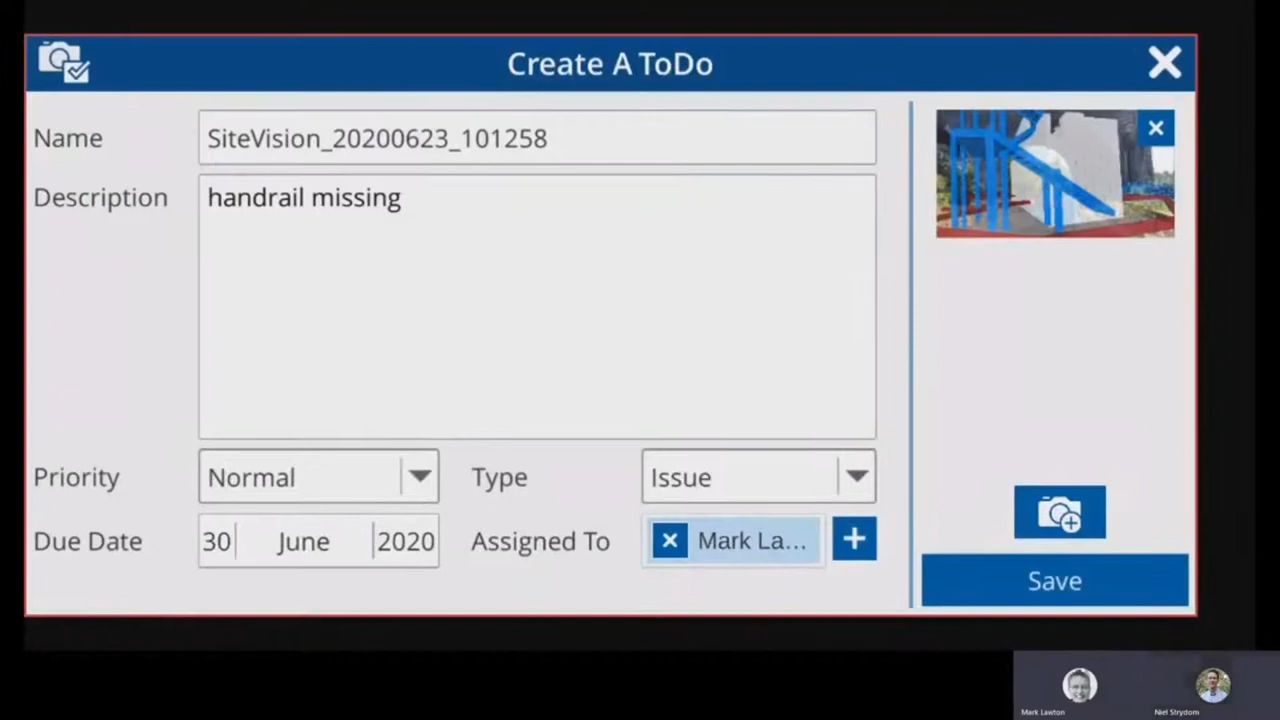 Create A ToDo
Name
SiteVision_20200623_101258
Description
handrail missing
Priority
Normal
Type
Issue
Due Date
30 June 2020
Assigned To
Mark La...
Save
Mark Lawton
Niel Strydom